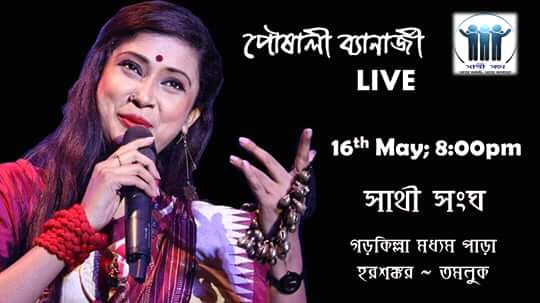 পৌষালী ব্যানার্জী
LIVE
সাথী সংঘ
16th May; 8:00pm
সাথী সংঘ
গড়কিল্লা মধ্যম পাড়া
হরশঙ্কর ~ তমলুক